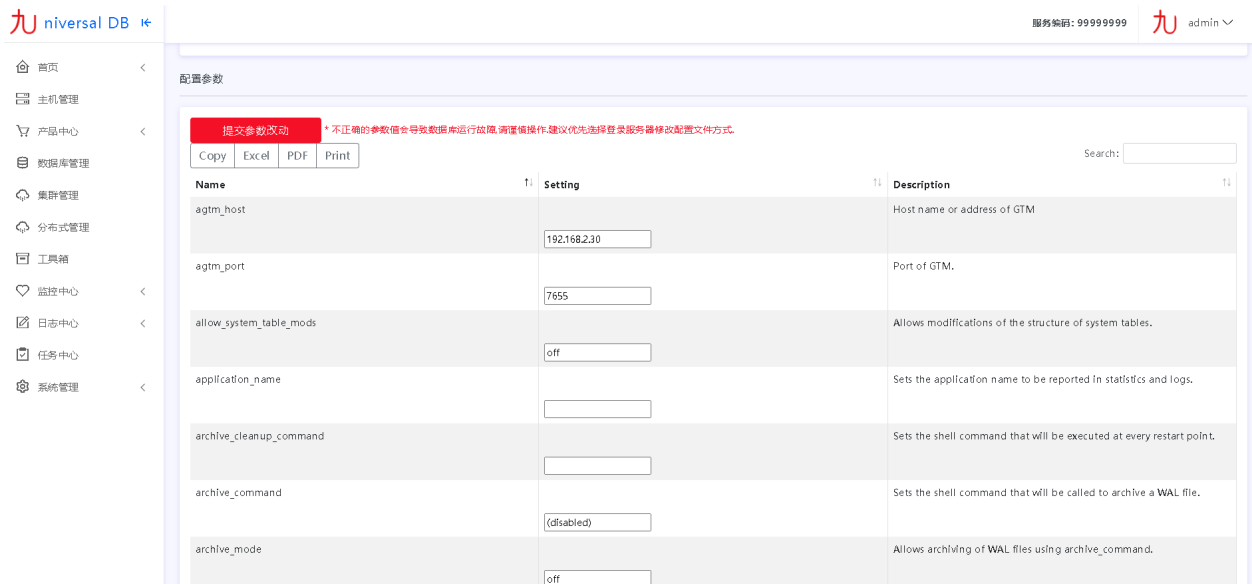 九 niversal DB
服务编码: 99999999
九 admin
首页
主机管理
产品中心
数据库管理
集群管理
分布式管理
工具箱
监控中心
日志中心
任务中心
系统管理
配置参数
提交参数改动 * 不正确的参数值会导致数据库运行故障,请谨慎操作.建议优先选择登录服务器修改配置文件方式.
Copy Excel PDF Print Search:
Name Setting Description
agtm_host Host name or address of GTM
192.168.2.30
agtm_port Port of GTM.
7655
allow_system_table_mods Allows modifications of the structure of system tables.
off
application_name Sets the application name to be reported in statistics and logs.
archive_cleanup_command Sets the shell command that will be executed at every restart point.
archive_command Sets the shell command that will be called to archive a WAL file.
(disabled)
archive_mode Allows archiving of WAL files using archive_command.
off